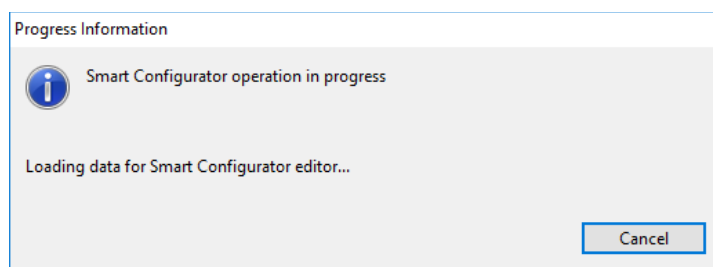 Progress Information
Smart Configurator operation in progress
Loading data for Smart Configurator editor...
Cancel